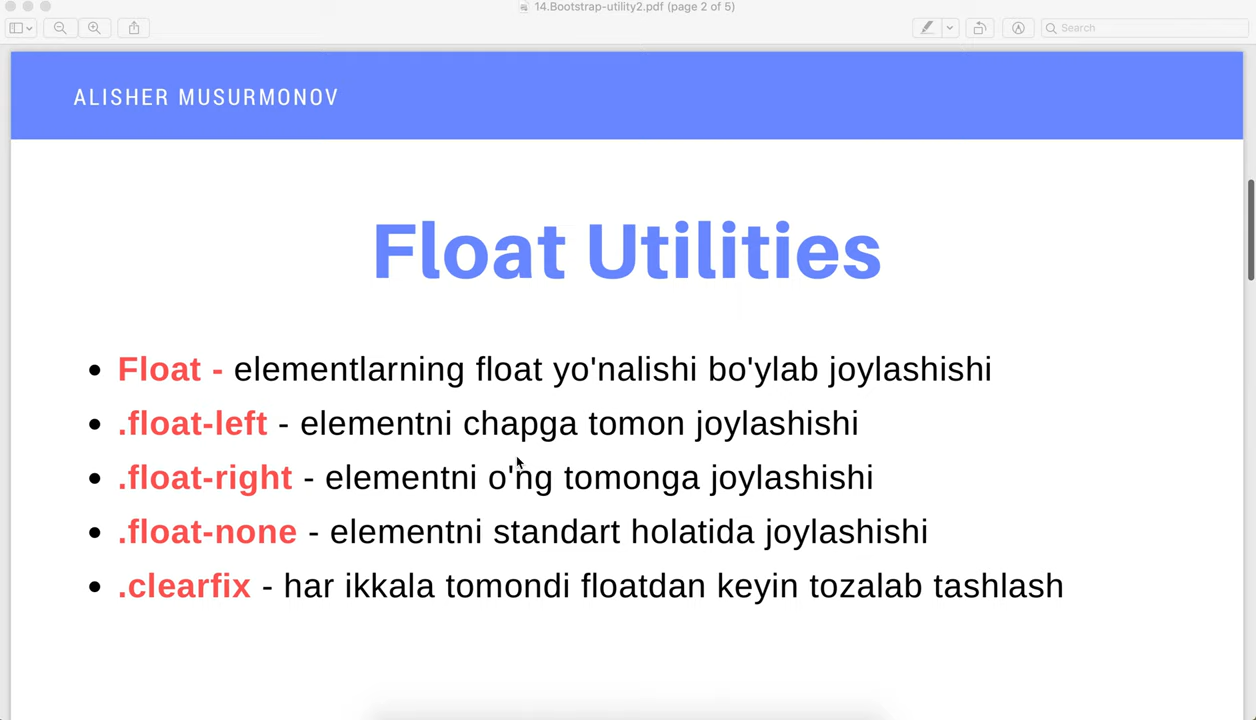 14.Bootstrap-utility2.pdf (page 2 of 5)
Search
ALISHER MUSURMONOV
Float Utilities
• Float - elementlarning float yo'nalishi bo'ylab joylashishi
• .float-left - elementni chapga tomon joylashishi
• .float-right - elementni o'ng tomonga joylashishi
• .float-none - elementni standart holatida joylashishi
• .clearfix - har ikkala tomondi floatdan keyin tozalab tashlash